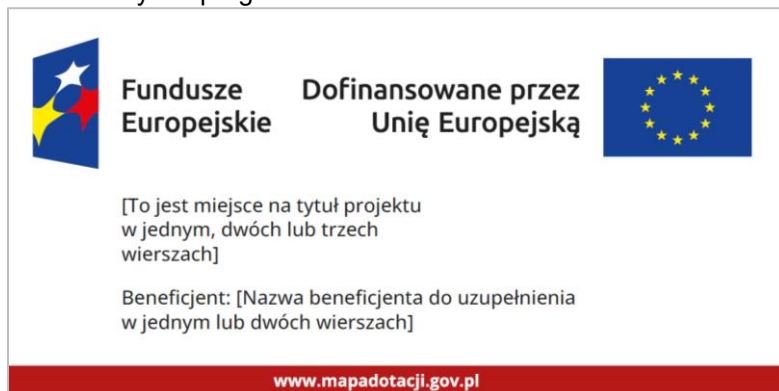 Fundusze
Europejskie
Dofinansowane przez
Unię Europejską
[To jest miejsce na tytuł projektu
w jednym, dwóch lub trzech
wierszach]
Beneficjent: [Nazwa beneficjenta do uzupełnienia
w jednym lub dwóch wierszach]
www.mapadotacji.gov.pl